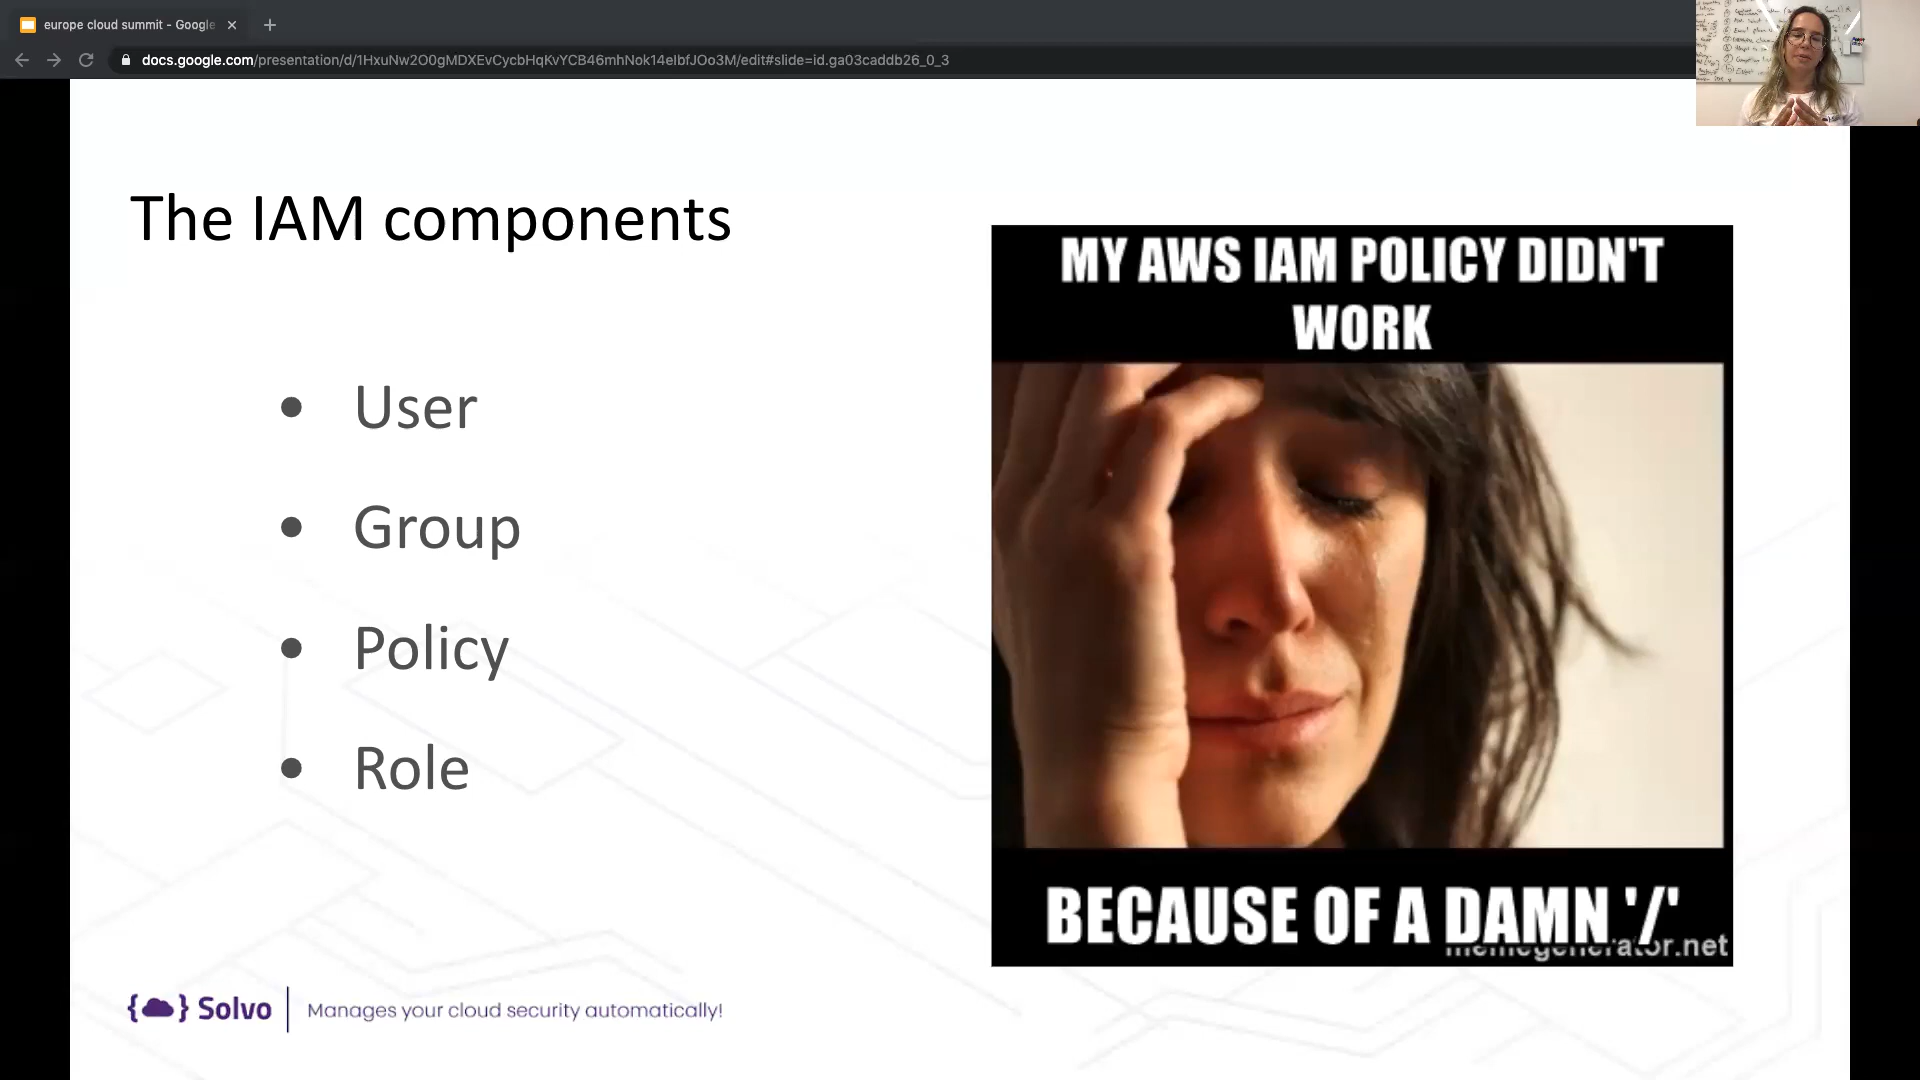 europe cloud summit - Google
docs.google.com/presentation/d/1HxuNw2O0gMDXEvCycbHqKvYCB46mhNok14eIbfJOo3M/edit#slide=id.ga03caddb26_0_3
The IAM components
• User
• Group
• Policy
• Role
MY AWS IAM POLICY DIDN'T
WORK
BECAUSE OF A DAMN '/'
memegenerator.net
{ } Solvo
Manages your cloud security automatically!